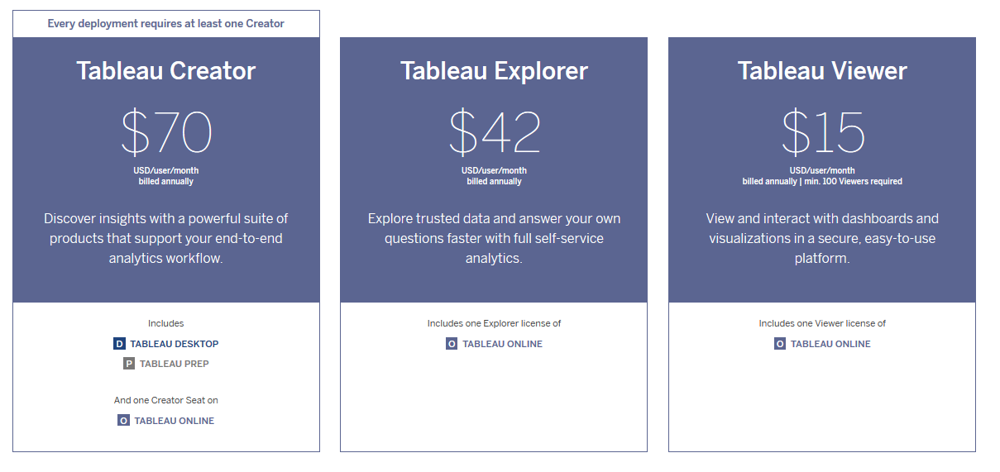 Every deployment requires at least one Creator
Tableau Creator
$70
USD/user/month
billed annually
Discover insights with a powerful suite of
products that support your end-to-end
analytics workflow.
Includes
D TABLEAU DESKTOP
P TABLEAU PREP
And one Creator Seat on
O TABLEAU ONLINE
Tableau Explorer
$42
USD/user/month
billed annually
Explore trusted data and answer your own
questions faster with full self-service
analytics.
Includes one Explorer license of
O TABLEAU ONLINE
Tableau Viewer
$15
USD/user/month
billed annually | min. 100 Viewers required
View and interact with dashboards and
visualizations in a secure, easy-to-use
platform.
Includes one Viewer license of
O TABLEAU ONLINE